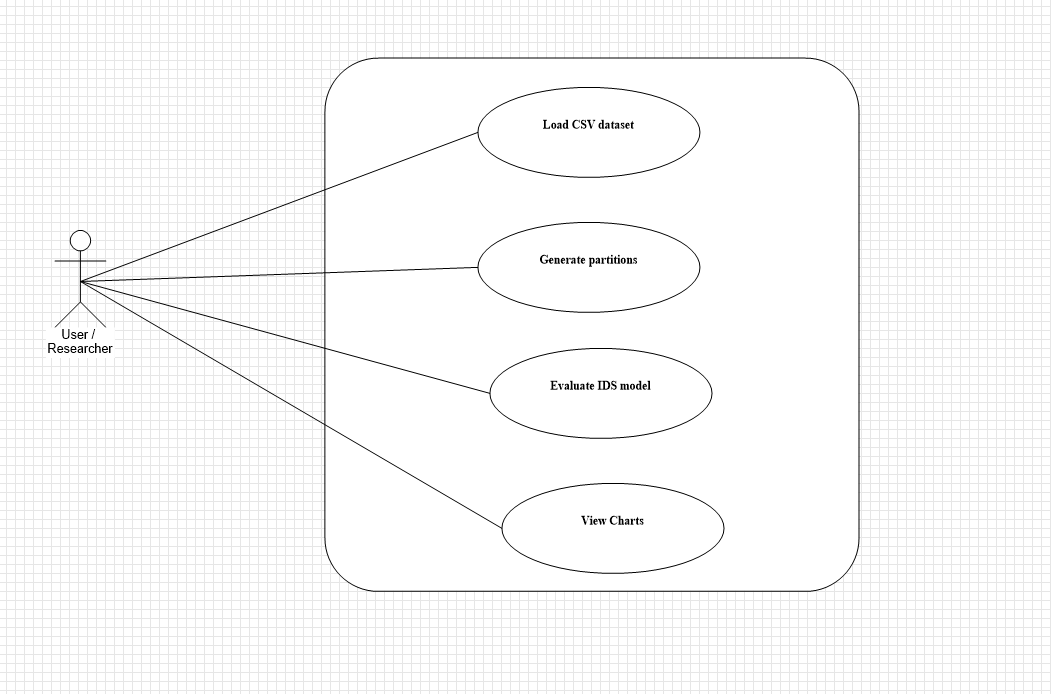 Load CSV dataset
Generate partitions
User /
Researcher
Evaluate IDS model
View Charts